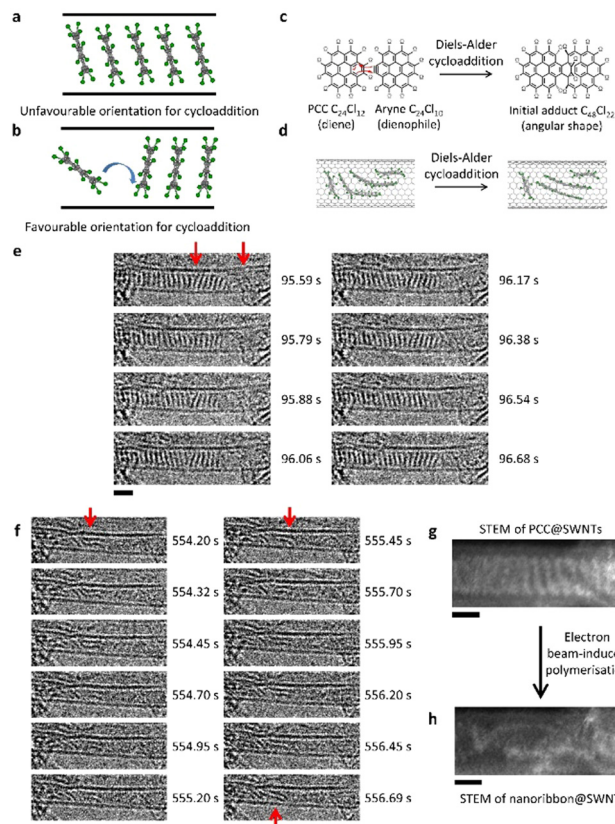 a
Unfavourable orientation for cycloaddition
b
Favourable orientation for cycloaddition
c
Diels-Alder
cycloaddition
PCC C24Cl12
(diene)
Aryne C24Cl10
(dienophile)
Initial adduct C48Cl22
(angular shape)
d
Diels-Alder
cycloaddition
e
95.59 s
96.17 s
95.79 s
96.38 s
95.88 s
96.54 s
96.06 s
96.68 s
f
554.20 s
555.45 s
554.32 s
555.70 s
554.45 s
555.95 s
554.70 s
556.20 s
554.95 s
556.45 s
555.20 s
556.69 s
g
STEM of PCC@SWNTs
Electron
beam-induce
polymerisatio
h
STEM of nanoribbon@SWNT